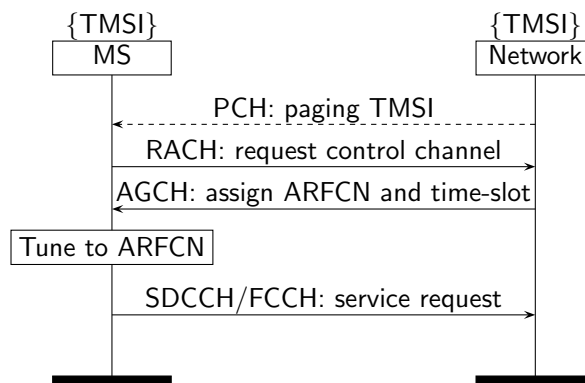 {TMSI} {TMSI}
MS Network
PCH: paging TMSI
RACH: request control channel
AGCH: assign ARFCN and time-slot
Tune to ARFCN
SDCCH/FCCH: service request